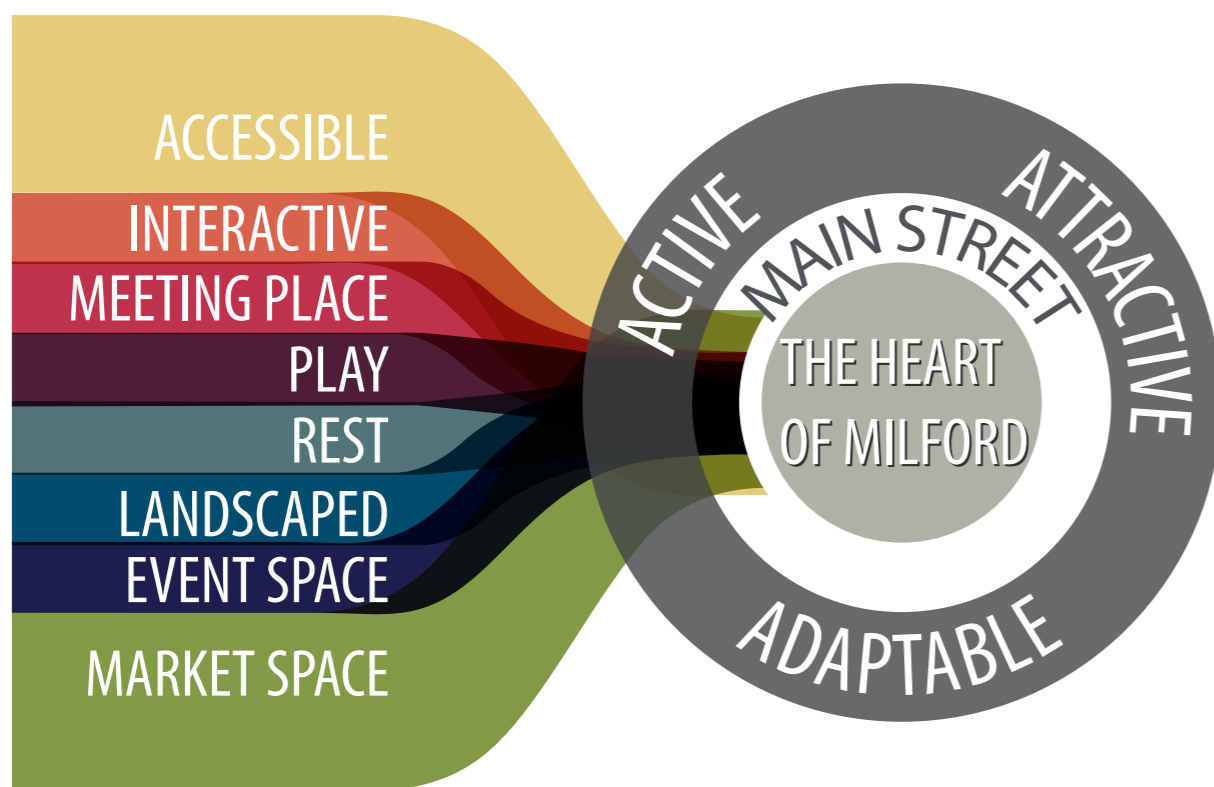 ACCESSIBLE
INTERACTIVE
MEETING PLACE
PLAY
REST
LANDSCAPED
EVENT SPACE
MARKET SPACE
ACTIVE
ATTRACTIVE
ADAPTABLE
MAIN STREET
THE HEART
OF MILFORD